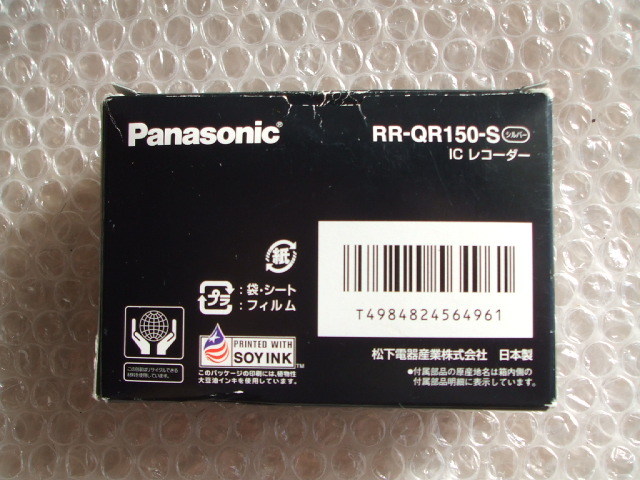 Panasonic®
RR-QR150-S シルバー
ICレコーダー
紙
プラ :袋・シート
:フィルム
T4984824564961
PRINTED WITH
SOY INK™
このパッケージの印刷には、植物性
大豆油インキを使用しています。
松下電器産業株式会社 日本製
●付属部品の原産地名は箱内側の
付属部品明細に表示しています。